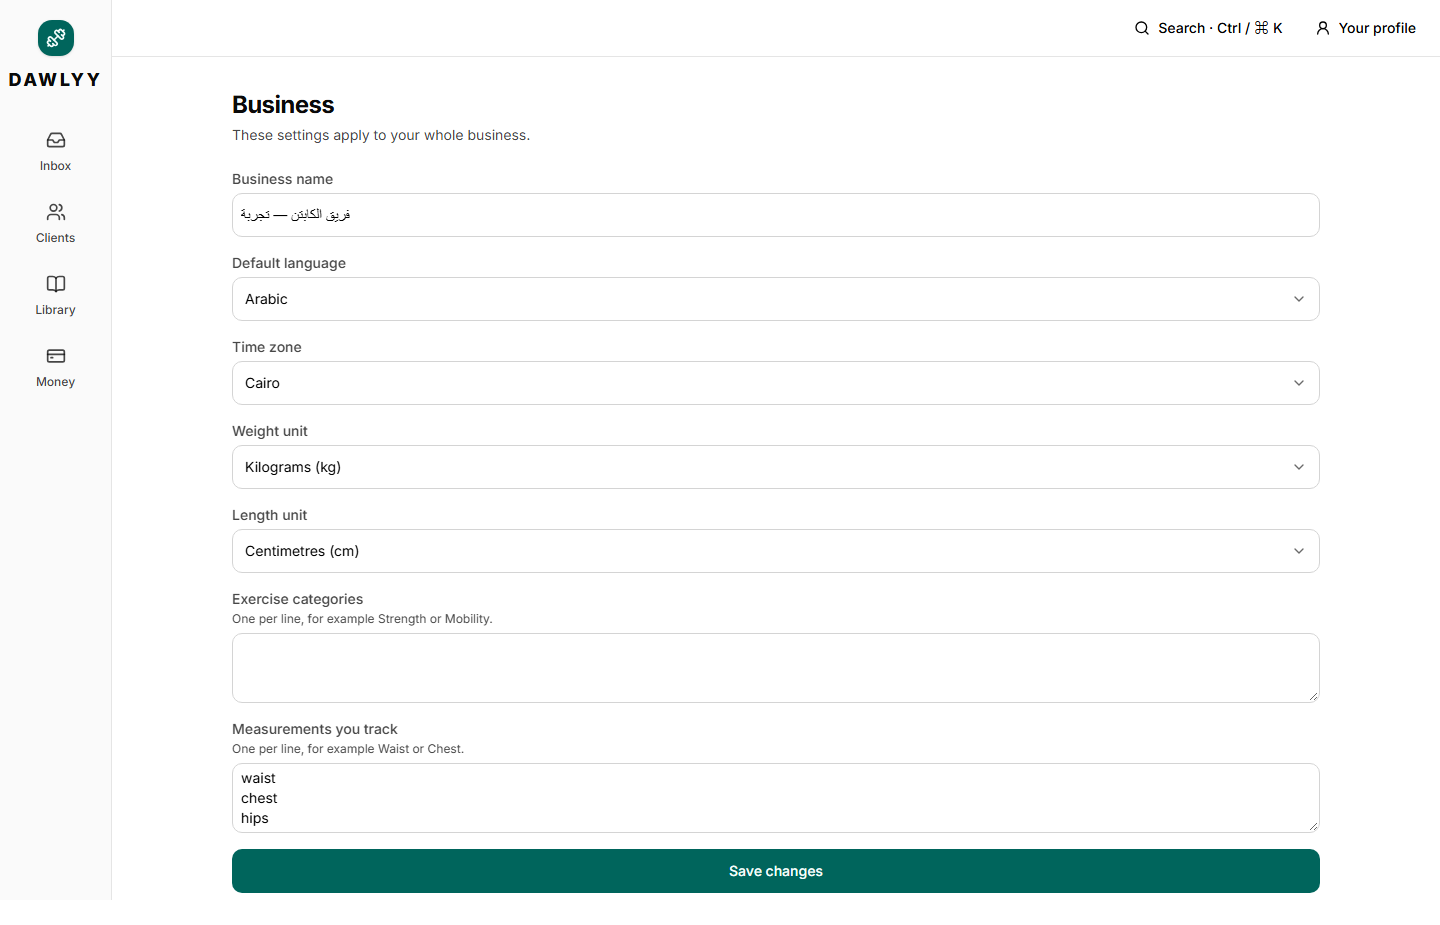 DAWLYY
Inbox
Clients
Library
Money
Search · Ctrl / ⌘ K
Your profile
Business
These settings apply to your whole business.
Business name
فريق الكابتن — تجربة
Default language
Arabic
Time zone
Cairo
Weight unit
Kilograms (kg)
Length unit
Centimetres (cm)
Exercise categories
One per line, for example Strength or Mobility.
Measurements you track
One per line, for example Waist or Chest.
waist
chest
hips
Save changes